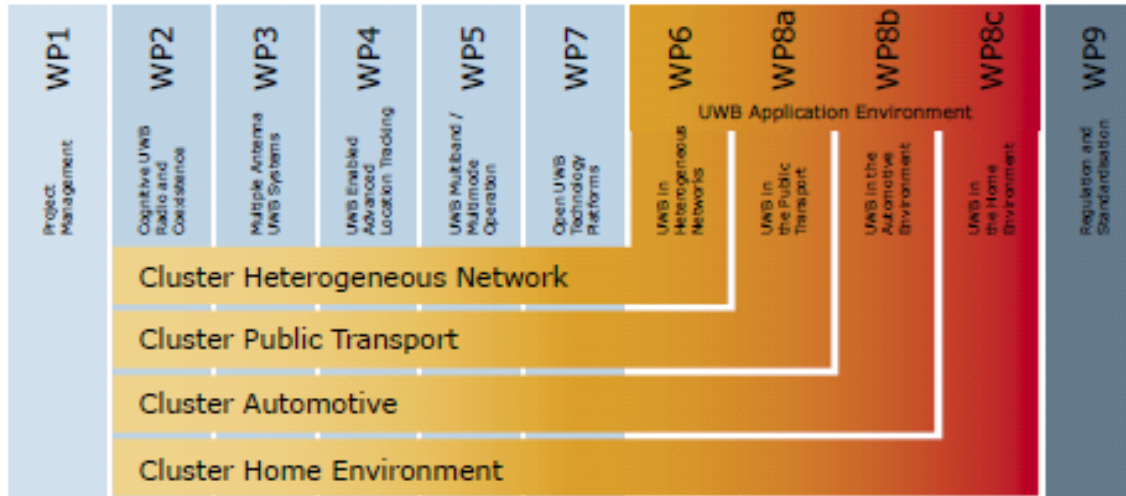 WP1
WP2
WP3
WP4
WP5
WP7
WP6
WP8a
WP8b
WP8c
WP9
UWB Application Environment
Project
Management
Cognitive UWB
Radio and
Coexistence
Multiple Antenna
UWB Systems
UWB Enabled
Advanced
Location Tracking
UWB Multiband /
Multimode
Operation
Open UWB
Technology
Platforms
UWB in
Heterogeneous
Networks
UWB in
the Public
Transport
UWB in the
Automotive
Environment
UWB in
the Home
Environment
Regulation and
Standardisation
Cluster Heterogeneous Network
Cluster Public Transport
Cluster Automotive
Cluster Home Environment